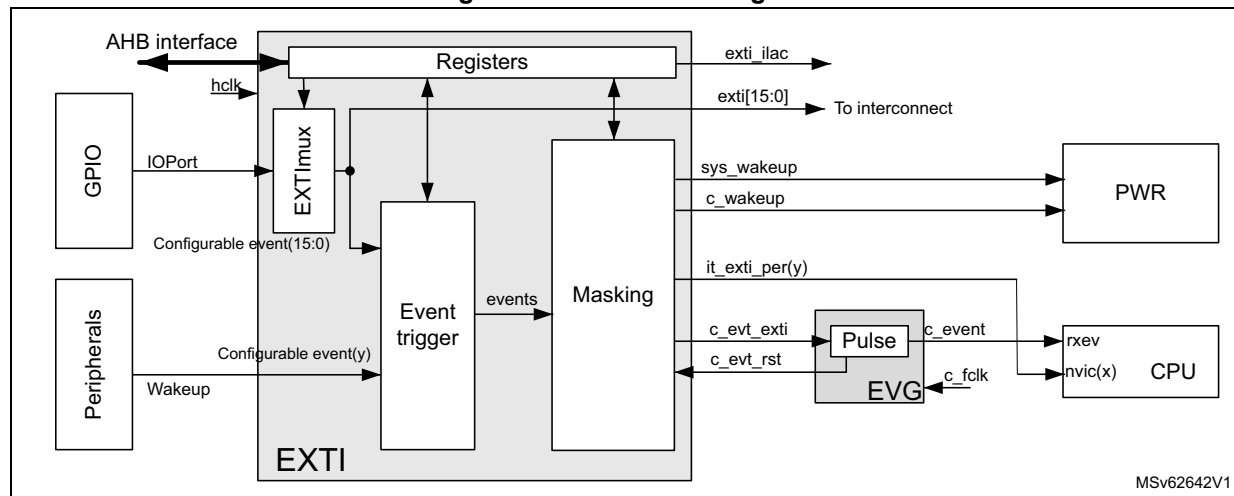 AHB interface
Registers
exti_ilac
hclk
exti[15:0]
To interconnect
GPIO
IOPort
EXTImux
sys_wakeup
PWR
c_wakeup
Configurable event(15:0)
it_exti_per(y)
Masking
events
Event
trigger
Peripherals
Configurable event(y)
Wakeup
c_evt_exti
Pulse
c_event
rxev
c_evt_rst
nvic(x)
CPU
c_fclk
EVG
EXTI
MSv62642V1